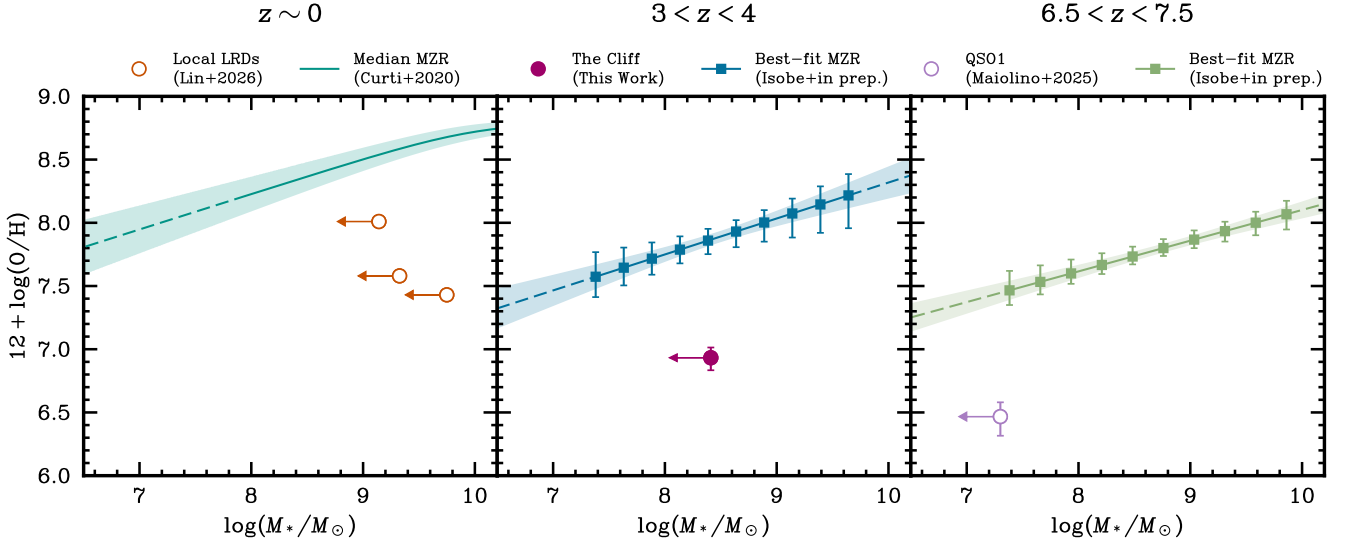 z ∼ 0
3 < z < 4
6.5 < z < 7.5
Local LRDs
(Lin+2026)
Median MZR
(Curti+2020)
The Cliff
(This Work)
Best-fit MZR
(Isobe+in prep.)
QSO1
(Maiolino+2025)
Best-fit MZR
(Isobe+in prep.)
9.0
8.5
8.0
7.5
7.0
6.5
6.0
12 + log(O/H)
7 8 9 10
7 8 9 10
7 8 9 10
log(M*/M⊙)
log(M*/M⊙)
log(M*/M⊙)